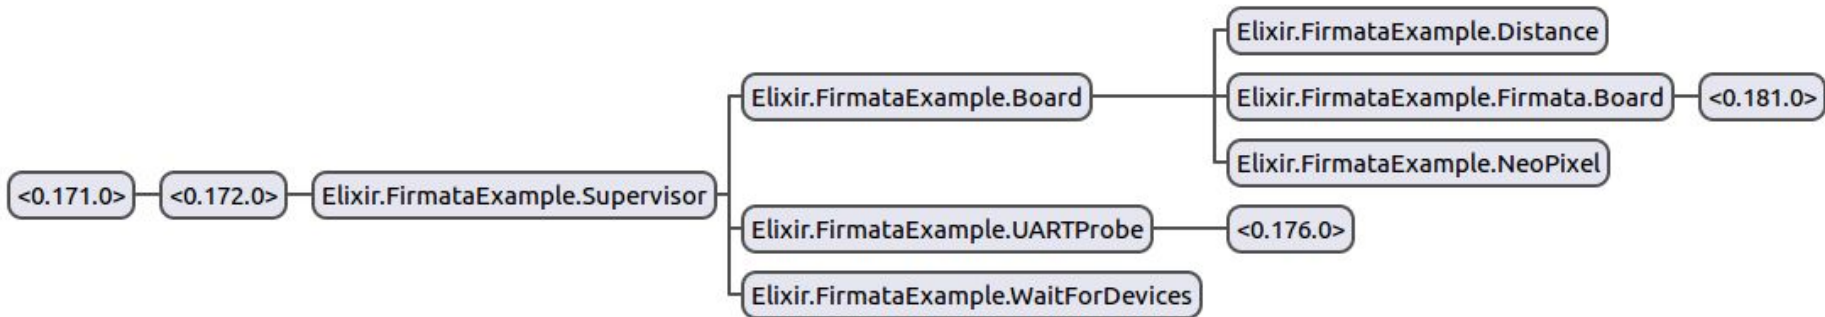 Elixir.FirmataExample.Distance
Elixir.FirmataExample.Board
Elixir.FirmataExample.Firmata.Board
<0.181.0>
Elixir.FirmataExample.NeoPixel
<0.171.0>
<0.172.0>
Elixir.FirmataExample.Supervisor
Elixir.FirmataExample.UARTProbe
<0.176.0>
Elixir.FirmataExample.WaitForDevices